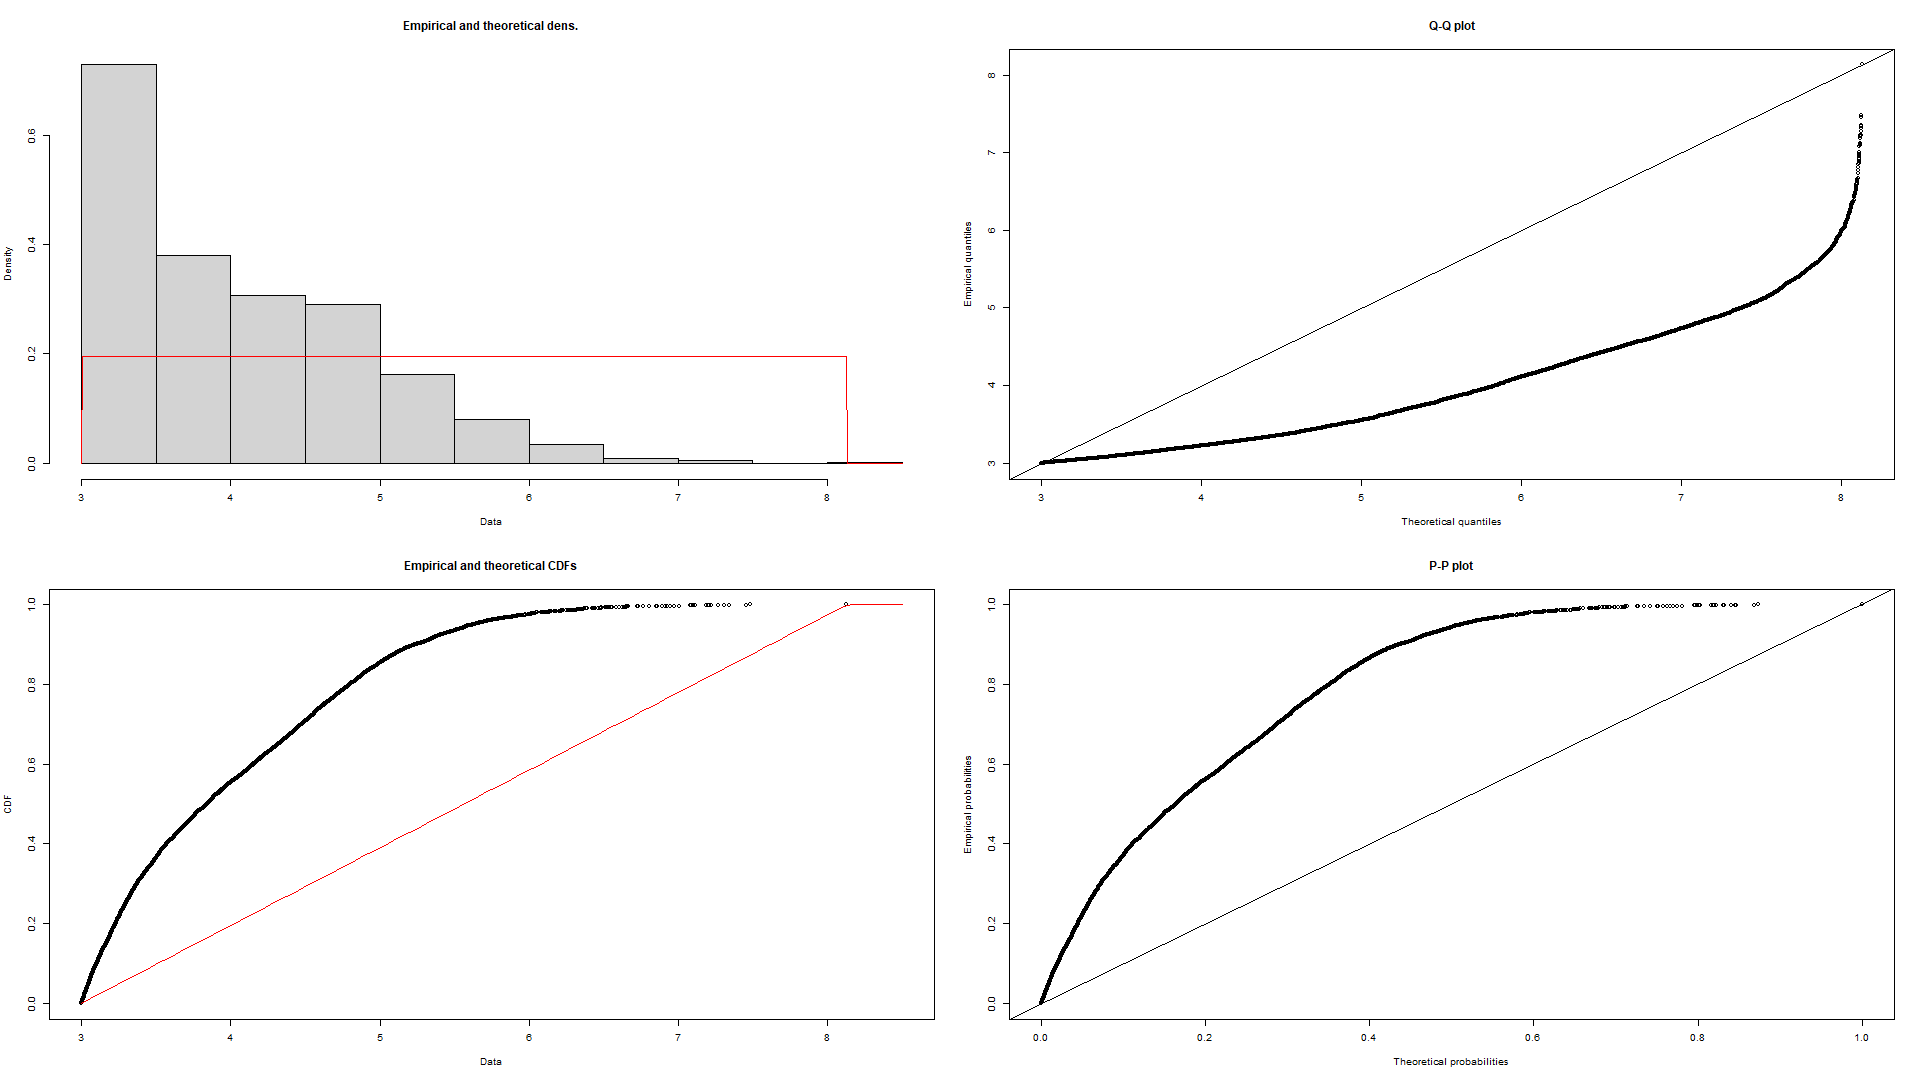 Empirical and theoretical dens.
Density
0.0 0.2 0.4 0.6
3 4 5 6 7 8
Data
Q-Q plot
Empirical quantiles
3 4 5 6 7 8
3 4 5 6 7 8
Theoretical quantiles
Empirical and theoretical CDFs
CDF
0.0 0.2 0.4 0.6 0.8 1.0
3 4 5 6 7 8
Data
P-P plot
Empirical probabilities
0.0 0.2 0.4 0.6 0.8 1.0
0.0 0.2 0.4 0.6 0.8 1.0
Theoretical probabilities